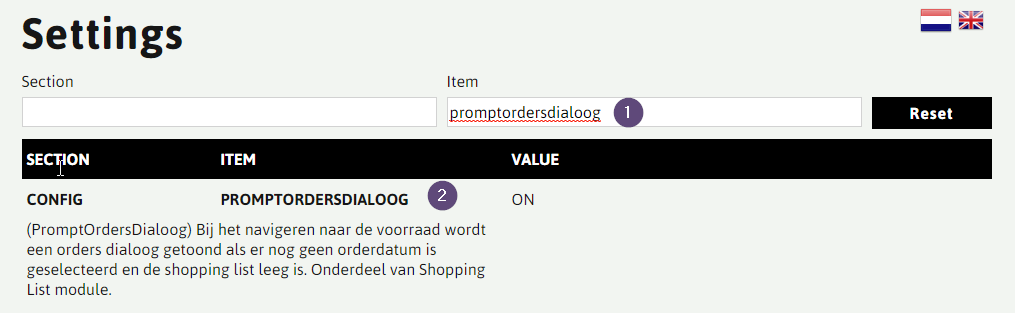 Settings
Section
Item
promptordersdialoog 1
Reset
SECTION ITEM VALUE
CONFIG PROMPTORDERSDIALOOG 2 ON
(PromptOrdersDialoog) Bij het navigeren naar de voorraad wordt
een orders dialoog getoond als er nog geen orderdatum is
geselecteerd en de shopping list leeg is. Onderdeel van Shopping
List module.